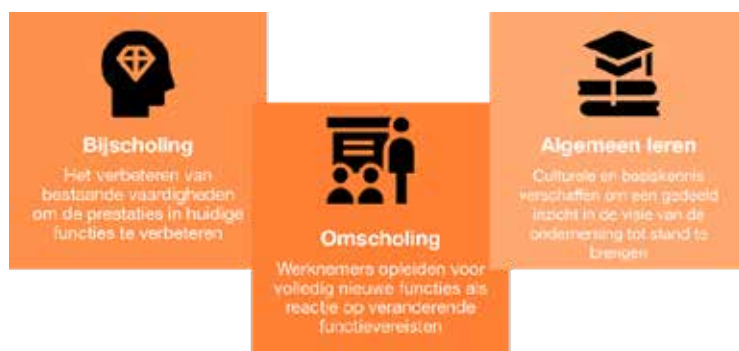 Bijscholing
Het verbeteren van
bestaande vaardigheden
om de prestaties in huidige
functies te verbeteren
Omscholing
Werknemers opleiden voor
volledig nieuwe functies als
reactie op veranderende
functievereisten
Algemeen leren
Culturele en basiskennis
verschaffen om een gedeeld
inzicht in de visie van de
onderneming tot stand te
brengen